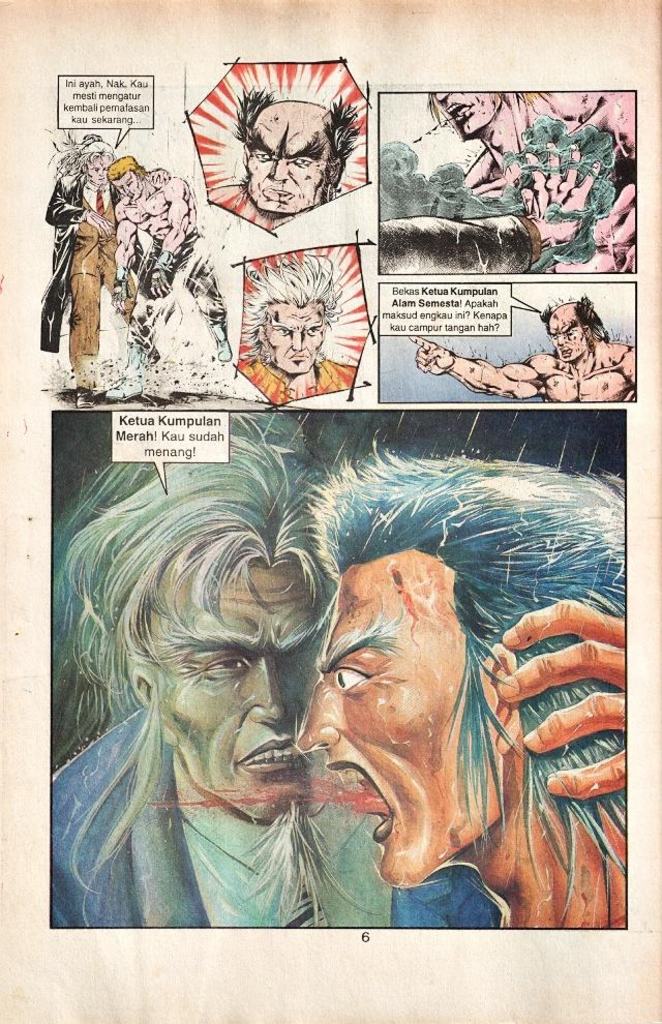 Ini ayah, Nak. Kau
mesti mengatur
kembali pernafasan
kau sekarang...
Bekas Ketua Kumpulan
Alam Semesta! Apakah
maksud engkau ini? Kenapa
kau campur tangan hah?
Ketua Kumpulan
Merah! Kau sudah
menang!
6